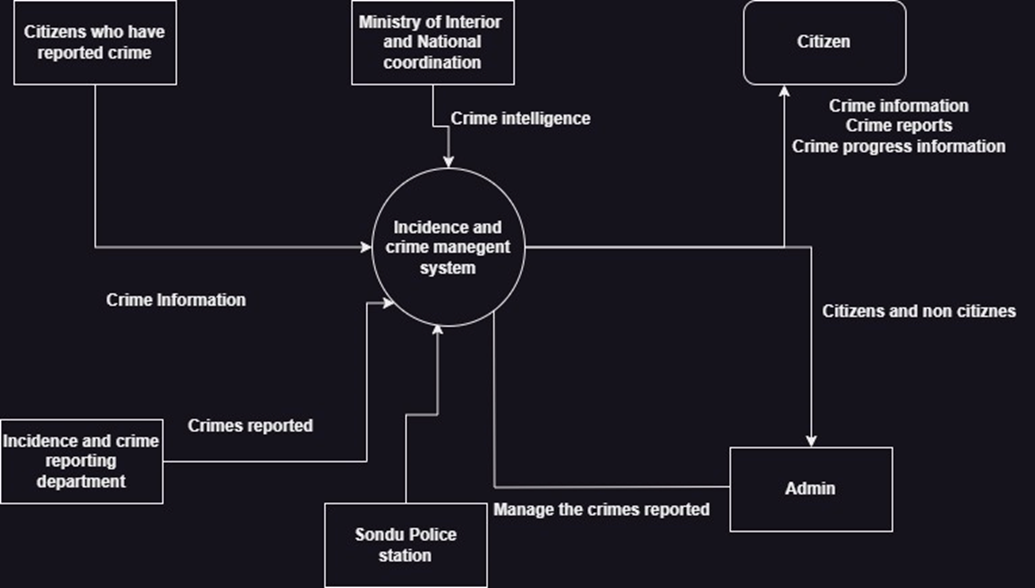 Citizens who have
reported crime
Ministry of Interior
and National
coordination
Citizen
Crime intelligence
Crime information
Crime reports
Crime progress information
Incidence and
crime manegent
system
Crime Information
Citizens and non citiznes
Crimes reported
Incidence and crime
reporting
department
Admin
Manage the crimes reported
Sondu Police
station